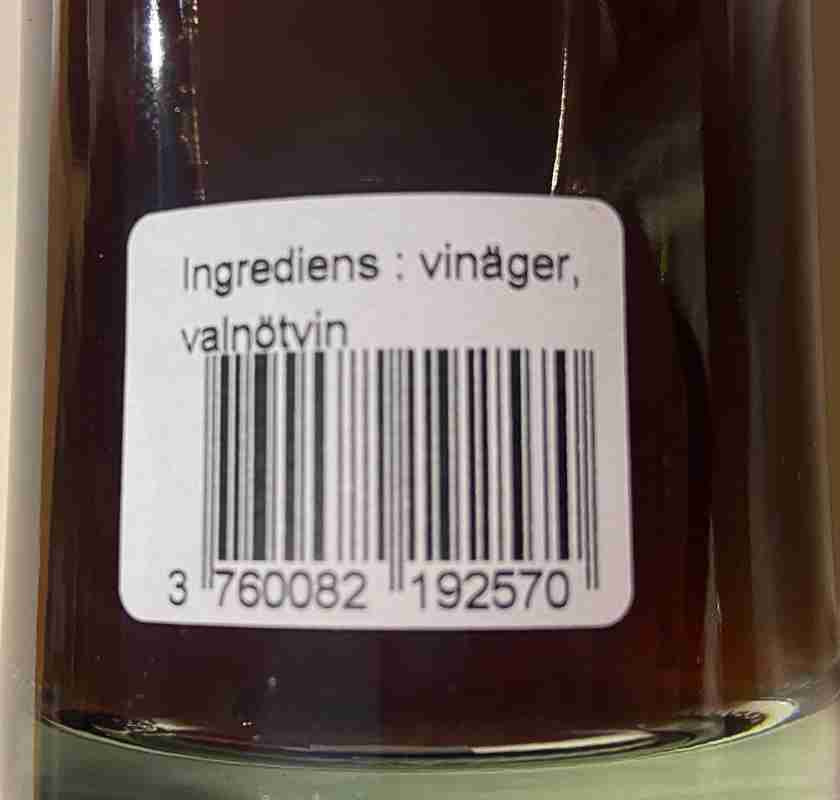 Ingrediens : vinäger,
valnötvin
3 760082 192570